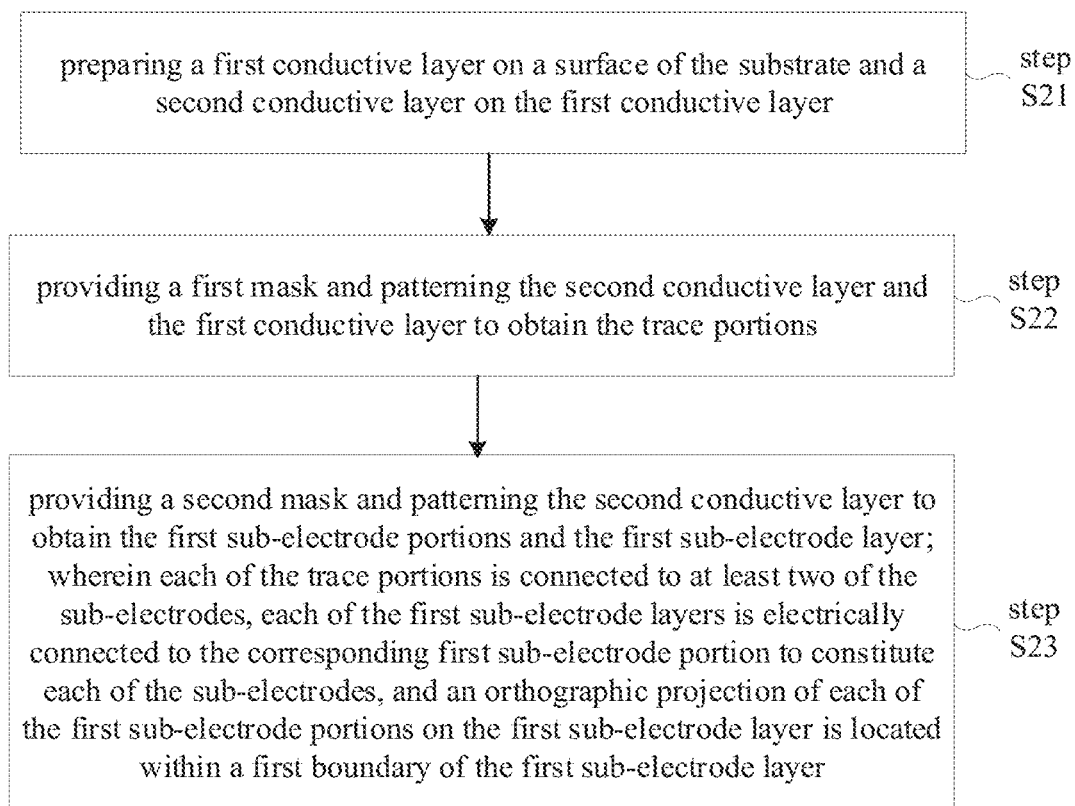 preparing a first conductive layer on a surface of the substrate and a
second conductive layer on the first conductive layer
step
S21
providing a first mask and patterning the second conductive layer and
the first conductive layer to obtain the trace portions
step
S22
providing a second mask and patterning the second conductive layer to
obtain the first sub-electrode portions and the first sub-electrode layer;
wherein each of the trace portions is connected to at least two of the
sub-electrodes, each of the first sub-electrode layers is electrically
connected to the corresponding first sub-electrode portion to constitute
each of the sub-electrodes, and an orthographic projection of each of
the first sub-electrode portions on the first sub-electrode layer is located
within a first boundary of the first sub-electrode layer
step
S23